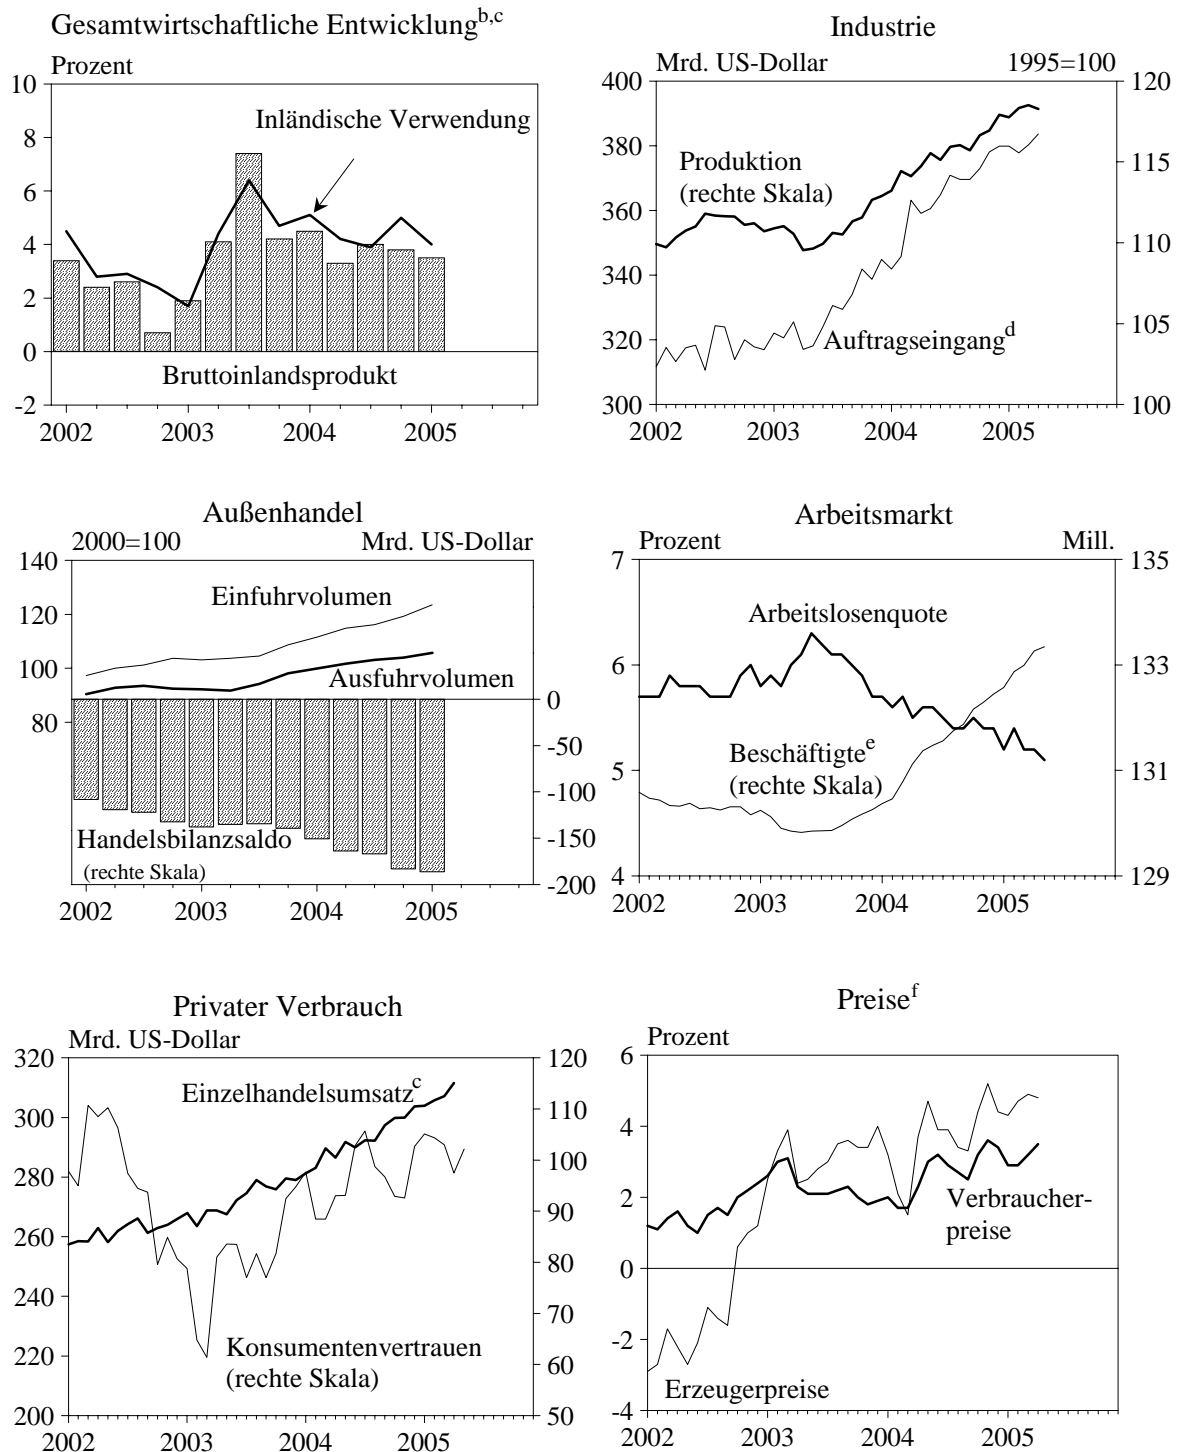 Gesamtwirtschaftliche Entwicklung^b,c
Prozent
10
8
6
4
2
0
-2
Inländische Verwendung
Bruttoinlandsprodukt
2002 2003 2004 2005
Industrie
Mrd. US-Dollar 1995=100
400
380
360
340
320
300
120
115
110
105
100
Produktion
(rechte Skala)
Auftragseingang^d
2002 2003 2004 2005
Außenhandel
2000=100 Mrd. US-Dollar
140
120
100
80
0
-50
-100
-150
-200
Einfuhrvolumen
Ausfuhrvolumen
Handelsbilanzsaldo
(rechte Skala)
2002 2003 2004 2005
Arbeitsmarkt
Prozent Mill.
7
6
5
4
135
133
131
129
Arbeitslosenquote
Beschäftigte^e
(rechte Skala)
2002 2003 2004 2005
Privater Verbrauch
Mrd. US-Dollar
320
300
280
260
240
220
200
120
110
100
90
80
70
60
50
Einzelhandelsumsatz^c
Konsumentenvertrauen
(rechte Skala)
2002 2003 2004 2005
Preise^f
Prozent
6
4
2
0
-2
-4
Verbraucher-
preise
Erzeugerpreise
2002 2003 2004 2005